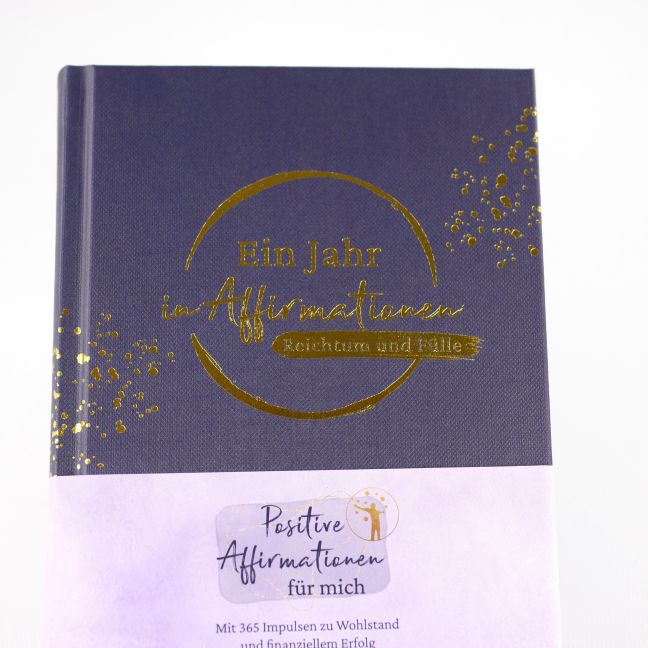 Ein Jahr
in Affirmationen
Reichtum und Fülle
Positive
Affirmationen
für mich
Mit 365 Impulsen zu Wohlstand
und finanziellem Erfolg